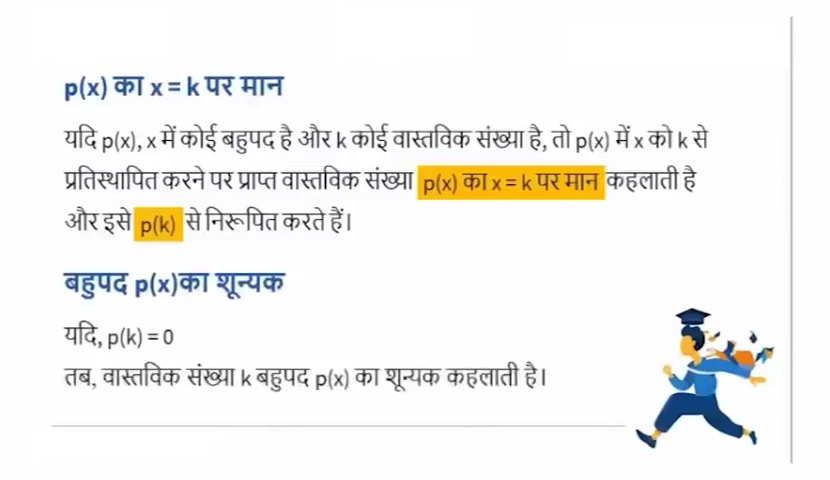 p(x) का x = k पर मान
यदि p(x), x में कोई बहुपद है और k कोई वास्तविक संख्या है, तो p(x) में x को k से
प्रतिस्थापित करने पर प्राप्त वास्तविक संख्या p(x) का x = k पर मान कहलाती है
और इसे p(k) से निरूपित करते हैं।
बहुपद p(x)का शून्यक
यदि, p(k) = 0
तब, वास्तविक संख्या k बहुपद p(x) का शून्यक कहलाती है।